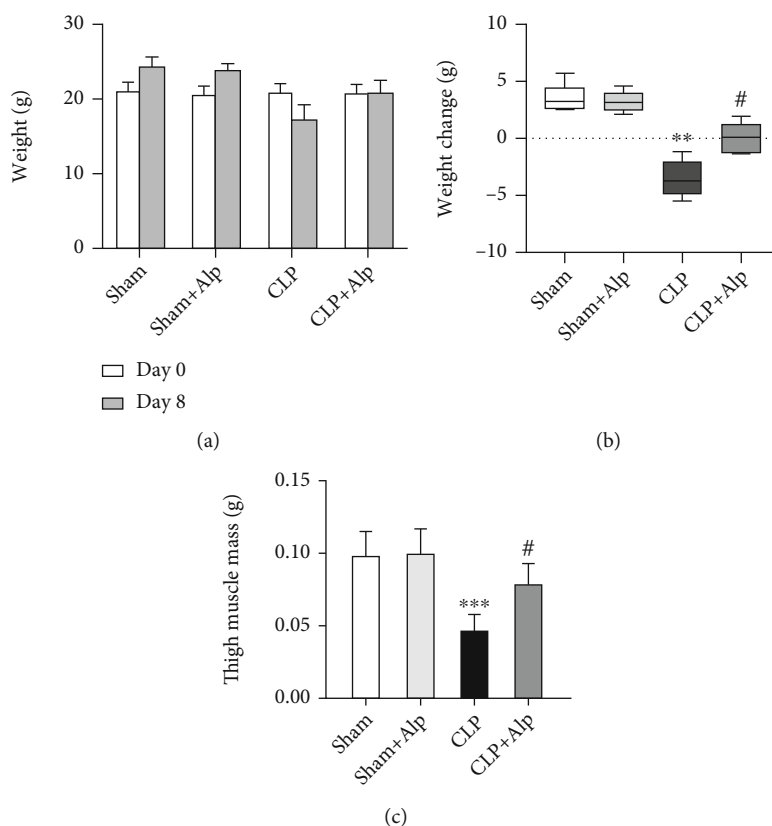 30
20
10
0
Weight (g)
Sham
Sham+Alp
CLP
CLP+Alp
Day 0
Day 8
(a)
10
5
0
−5
−10
Weight change (g)
**
#
Sham
Sham+Alp
CLP
CLP+Alp
(b)
0.15
0.10
0.05
0.00
Thigh muscle mass (g)
***
#
Sham
Sham+Alp
CLP
CLP+Alp
(c)